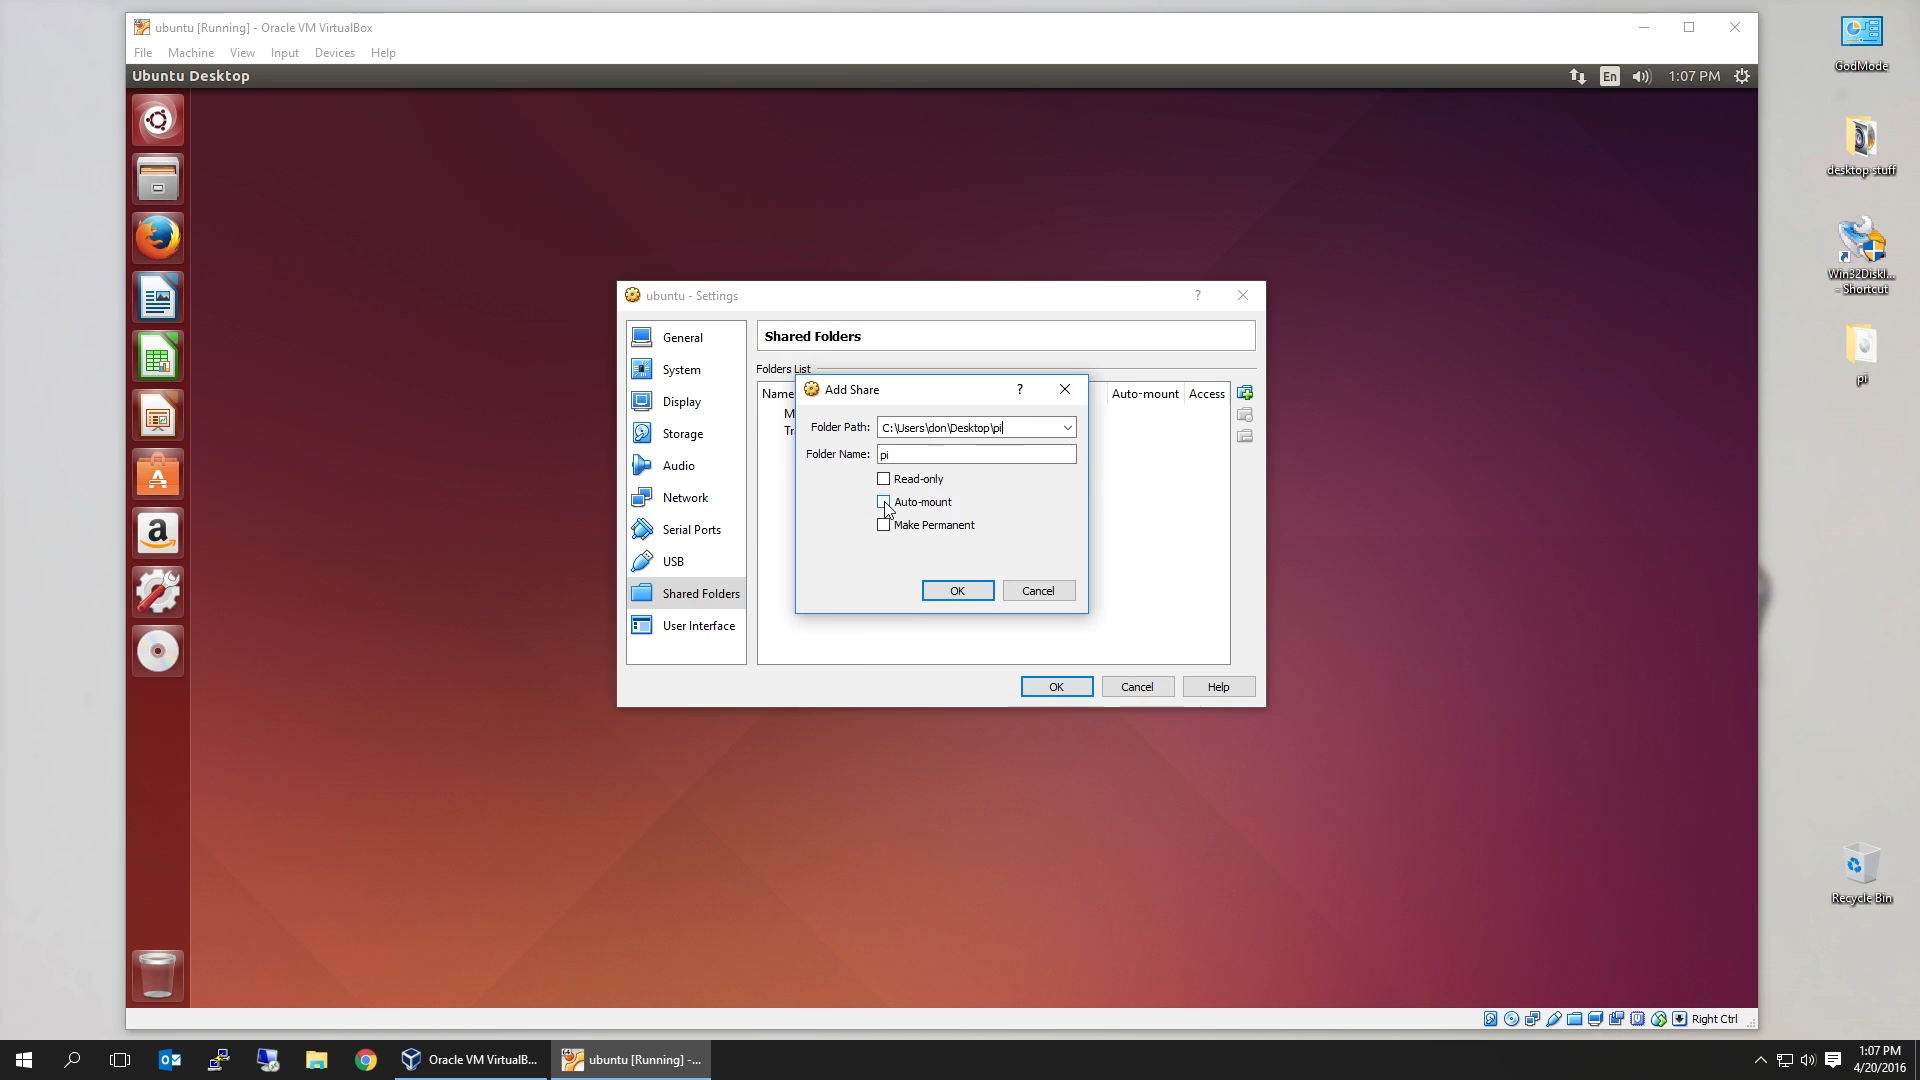 ubuntu [Running] - Oracle VM VirtualBox
File Machine View Input Devices Help
Ubuntu Desktop
En
1:07 PM
GodMode
desktop stuff
Win32DiskI...
- Shortcut
pi
Recycle Bin
ubuntu - Settings
?
General
System
Display
Storage
Audio
Network
Serial Ports
USB
Shared Folders
User Interface
Shared Folders
Folders List
Name
Auto-mount
Access
M
Tr
Add Share
?
Folder Path:
C:\Users\don\Desktop\pi
Folder Name:
pi
Read-only
Auto-mount
Make Permanent
OK
Cancel
OK
Cancel
Help
Right Ctrl
Oracle VM VirtualB...
ubuntu [Running] -...
1:07 PM
4/20/2016